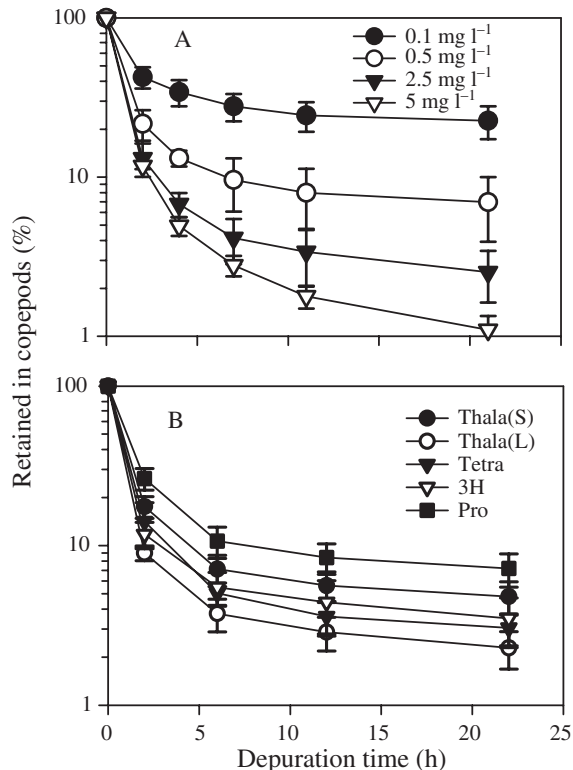 100
10
1
A
0.1 mg l⁻¹
0.5 mg l⁻¹
2.5 mg l⁻¹
5 mg l⁻¹
Retained in copepods (%)
100
10
1
B
Thala(S)
Thala(L)
Tetra
3H
Pro
0 5 10 15 20 25
Depuration time (h)